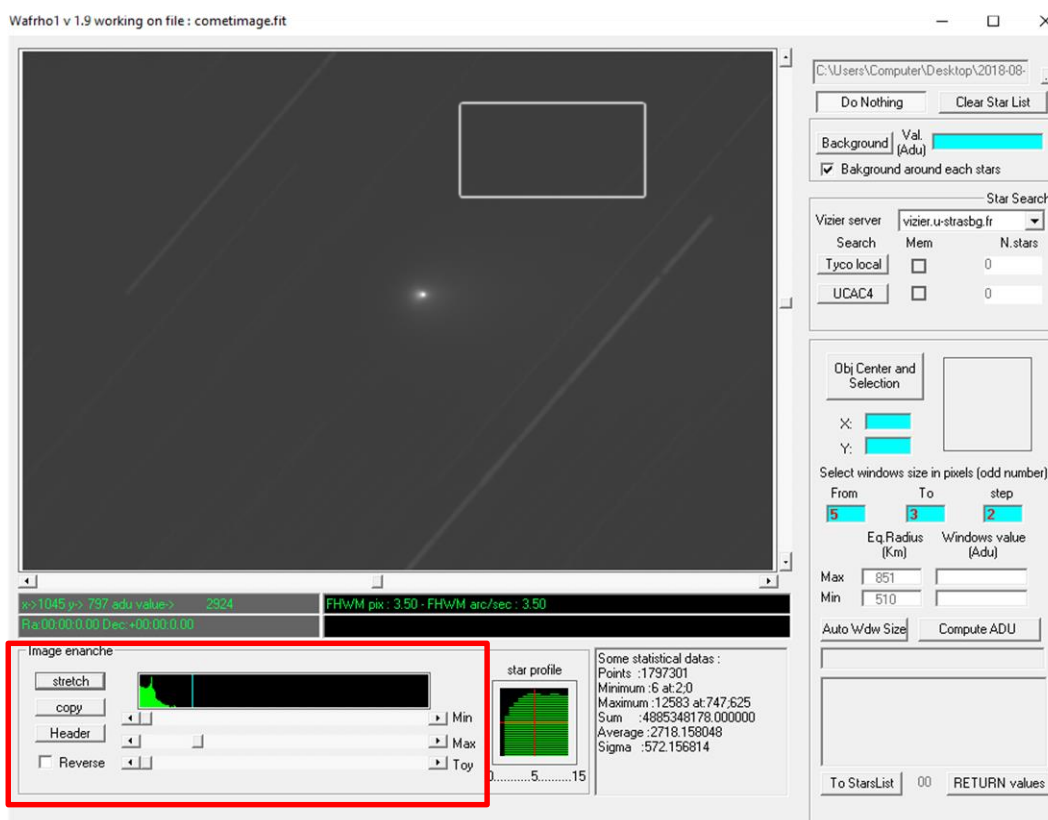 Wafrho1 v 1.9 working on file : cometimage.fit
C:\Users\Computer\Desktop\2018-08-
Do Nothing Clear Star List
Background Val. (Adu)
Bakground around each stars
Star Search
Vizier server vizier.u-strasbg.fr
Search Mem N.stars
Tyco local 0
UCAC4 0
Obj Center and
Selection
X:
Y:
Select windows size in pixels (odd number)
From To step
5 3 2
Eq.Radius Windows value
(Km) (Adu)
Max 851
Min 510
Auto Wdw Size Compute ADU
To StarsList 00 RETURN values
x->1045 y-> 797 adu value-> 2924
Ra:00:00:0.00 Dec:+00:00:0.00
FHWM pix : 3.50 - FHWM arc/sec : 3.50
Image enanche
stretch
copy
Header
Reverse
Min
Max
Toy
star profile
0..........5..........15
Some statistical datas :
Points :1797301
Minimum :6 at:2;0
Maximum :12583 at:747;625
Sum :4885348178.000000
Average :2718.158048
Sigma :572.156814